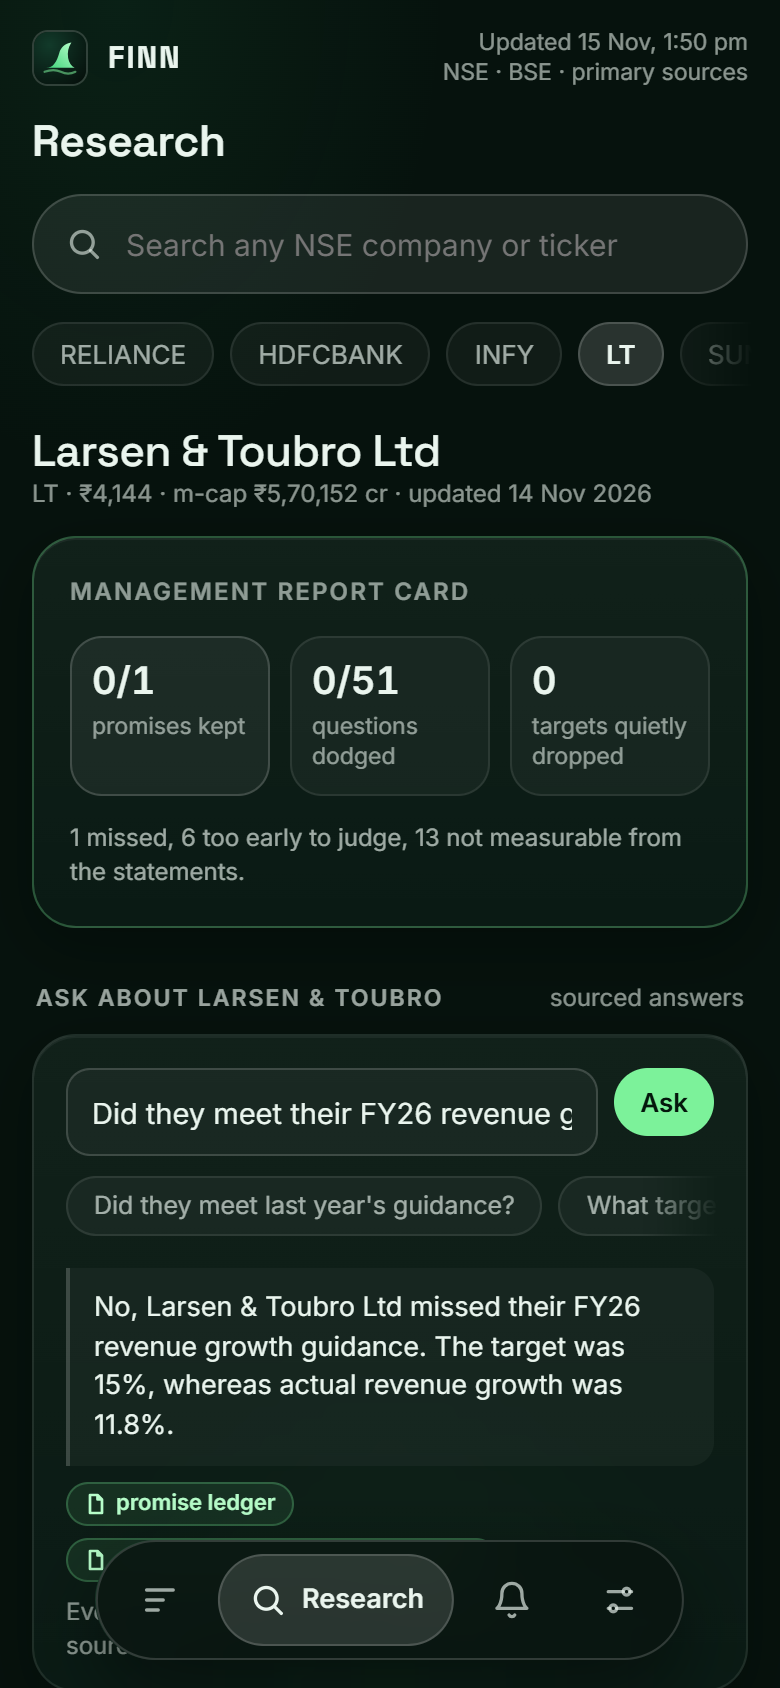 FINN
Updated 15 Nov, 1:50 pm
NSE · BSE · primary sources
Research
Search any NSE company or ticker
RELIANCE
HDFCBANK
INFY
LT
Larsen & Toubro Ltd
LT · ₹4,144 · m-cap ₹5,70,152 cr · updated 14 Nov 2026
MANAGEMENT REPORT CARD
0/1
promises kept
0/51
questions
dodged
0
targets quietly
dropped
1 missed, 6 too early to judge, 13 not measurable from
the statements.
ASK ABOUT LARSEN & TOUBRO
sourced answers
Did they meet their FY26 revenue
Ask
Did they meet last year's guidance?
What
No, Larsen & Toubro Ltd missed their FY26
revenue growth guidance. The target was
15%, whereas actual revenue growth was
11.8%.
promise ledger
Research